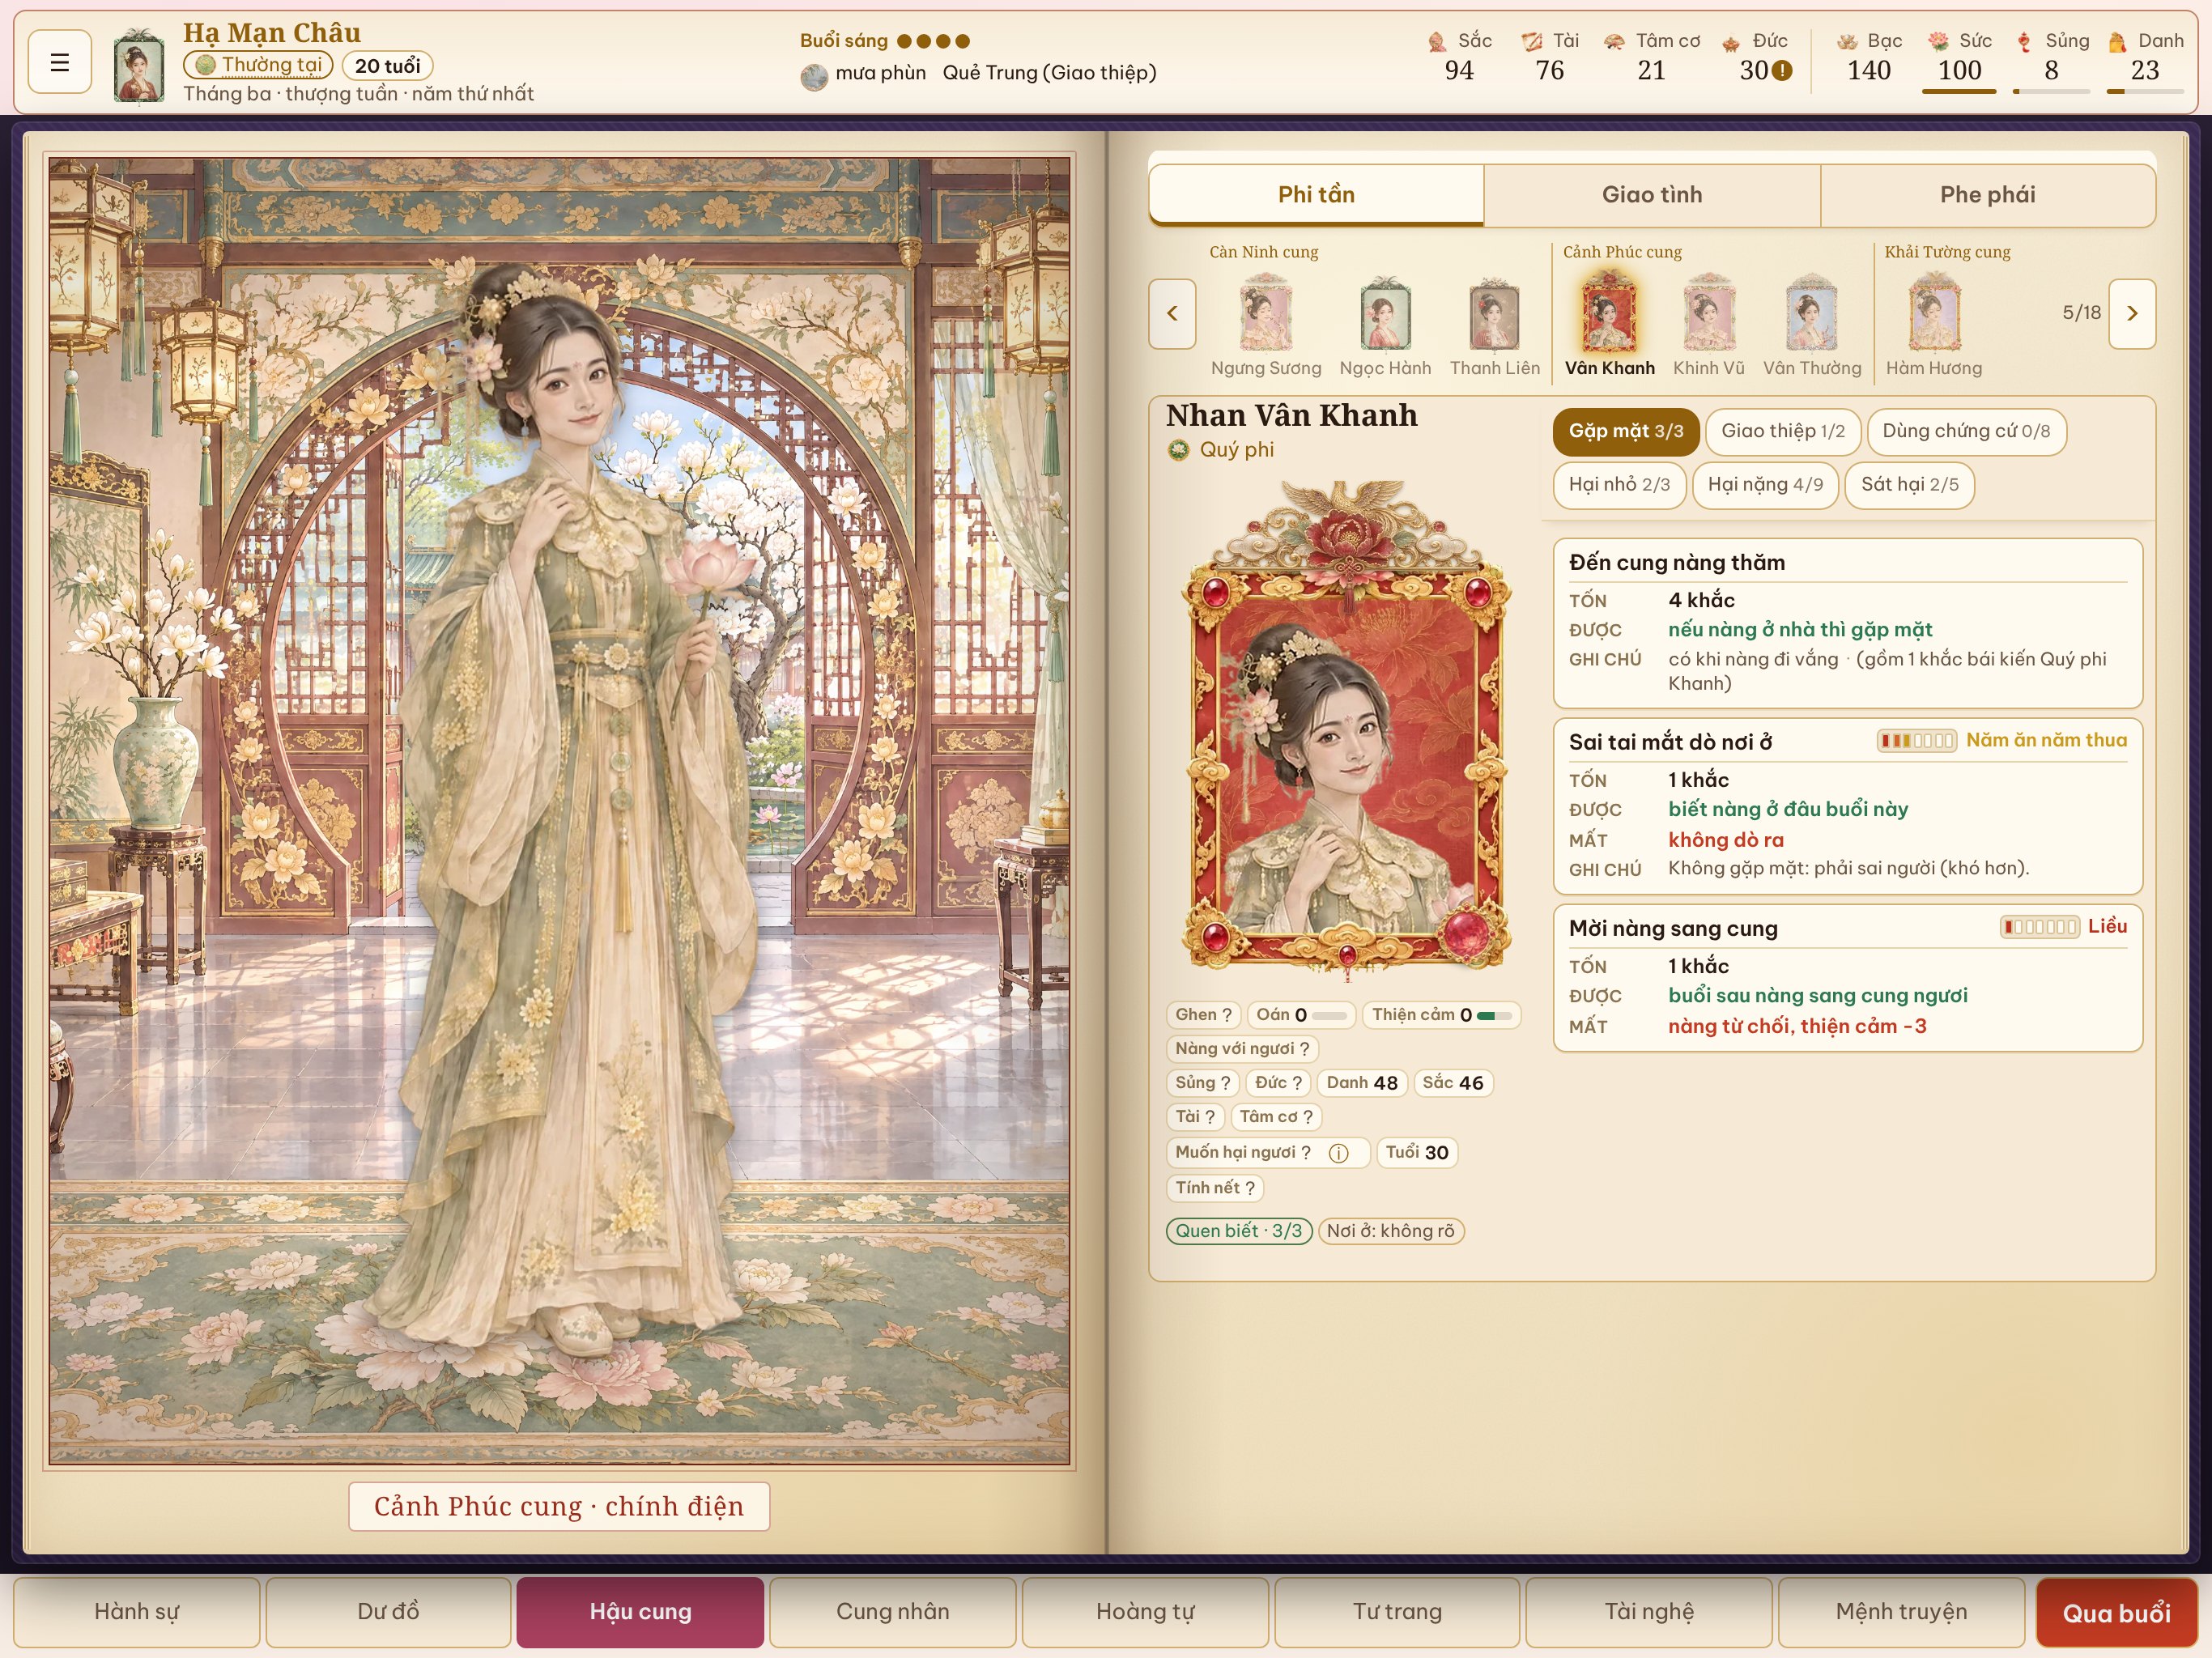 ☰
Hạ Mạn Châu
Thường tại
20 tuổi
Tháng ba · thượng tuần · năm thứ nhất
Buổi sáng
mưa phùn Quẻ Trung (Giao thiệp)
Sắc Tài Tâm cơ Đức Bạc Sức Sủng Danh
94 76 21 30 ! 140 100 8 23
Phi tần Giao tình Phe phái
Càn Ninh cung Cảnh Phúc cung Khải Tường cung
5/18
Ngưng Sương Ngọc Hành Thanh Liên Vân Khanh Khinh Vũ Vân Thường Hàm Hương
Nhan Vân Khanh
Quý phi
Gặp mặt 3/3 Giao thiệp 1/2 Dùng chứng cứ 0/8
Hại nhỏ 2/3 Hại nặng 4/9 Sát hại 2/5
Đến cung nàng thăm
TỐN 4 khắc
ĐƯỢC nếu nàng ở nhà thì gặp mặt
GHI CHÚ có khi nàng đi vắng · (gồm 1 khắc bái kiến Quý phi
Khanh)
Sai tai mắt dò nơi ở Năm ăn năm thua
TỐN 1 khắc
ĐƯỢC biết nàng ở đâu buổi này
MẤT không dò ra
GHI CHÚ Không gặp mặt: phải sai người (khó hơn).
Mời nàng sang cung Liều
TỐN 1 khắc
ĐƯỢC buổi sau nàng sang cung ngươi
MẤT nàng từ chối, thiện cảm -3
Ghen ? Oán 0 Thiện cảm 0
Nàng với ngươi ?
Sủng ? Đức ? Danh 48 Sắc 46
Tài ? Tâm cơ ?
Muốn hại ngươi ? ⓘ Tuổi 30
Tính nết ?
Quen biết · 3/3 Nơi ở: không rõ
Cảnh Phúc cung · chính điện
Hành sự Dư đồ Hậu cung Cung nhân Hoàng tự Tư trang Tài nghệ Mệnh truyện Qua buổi